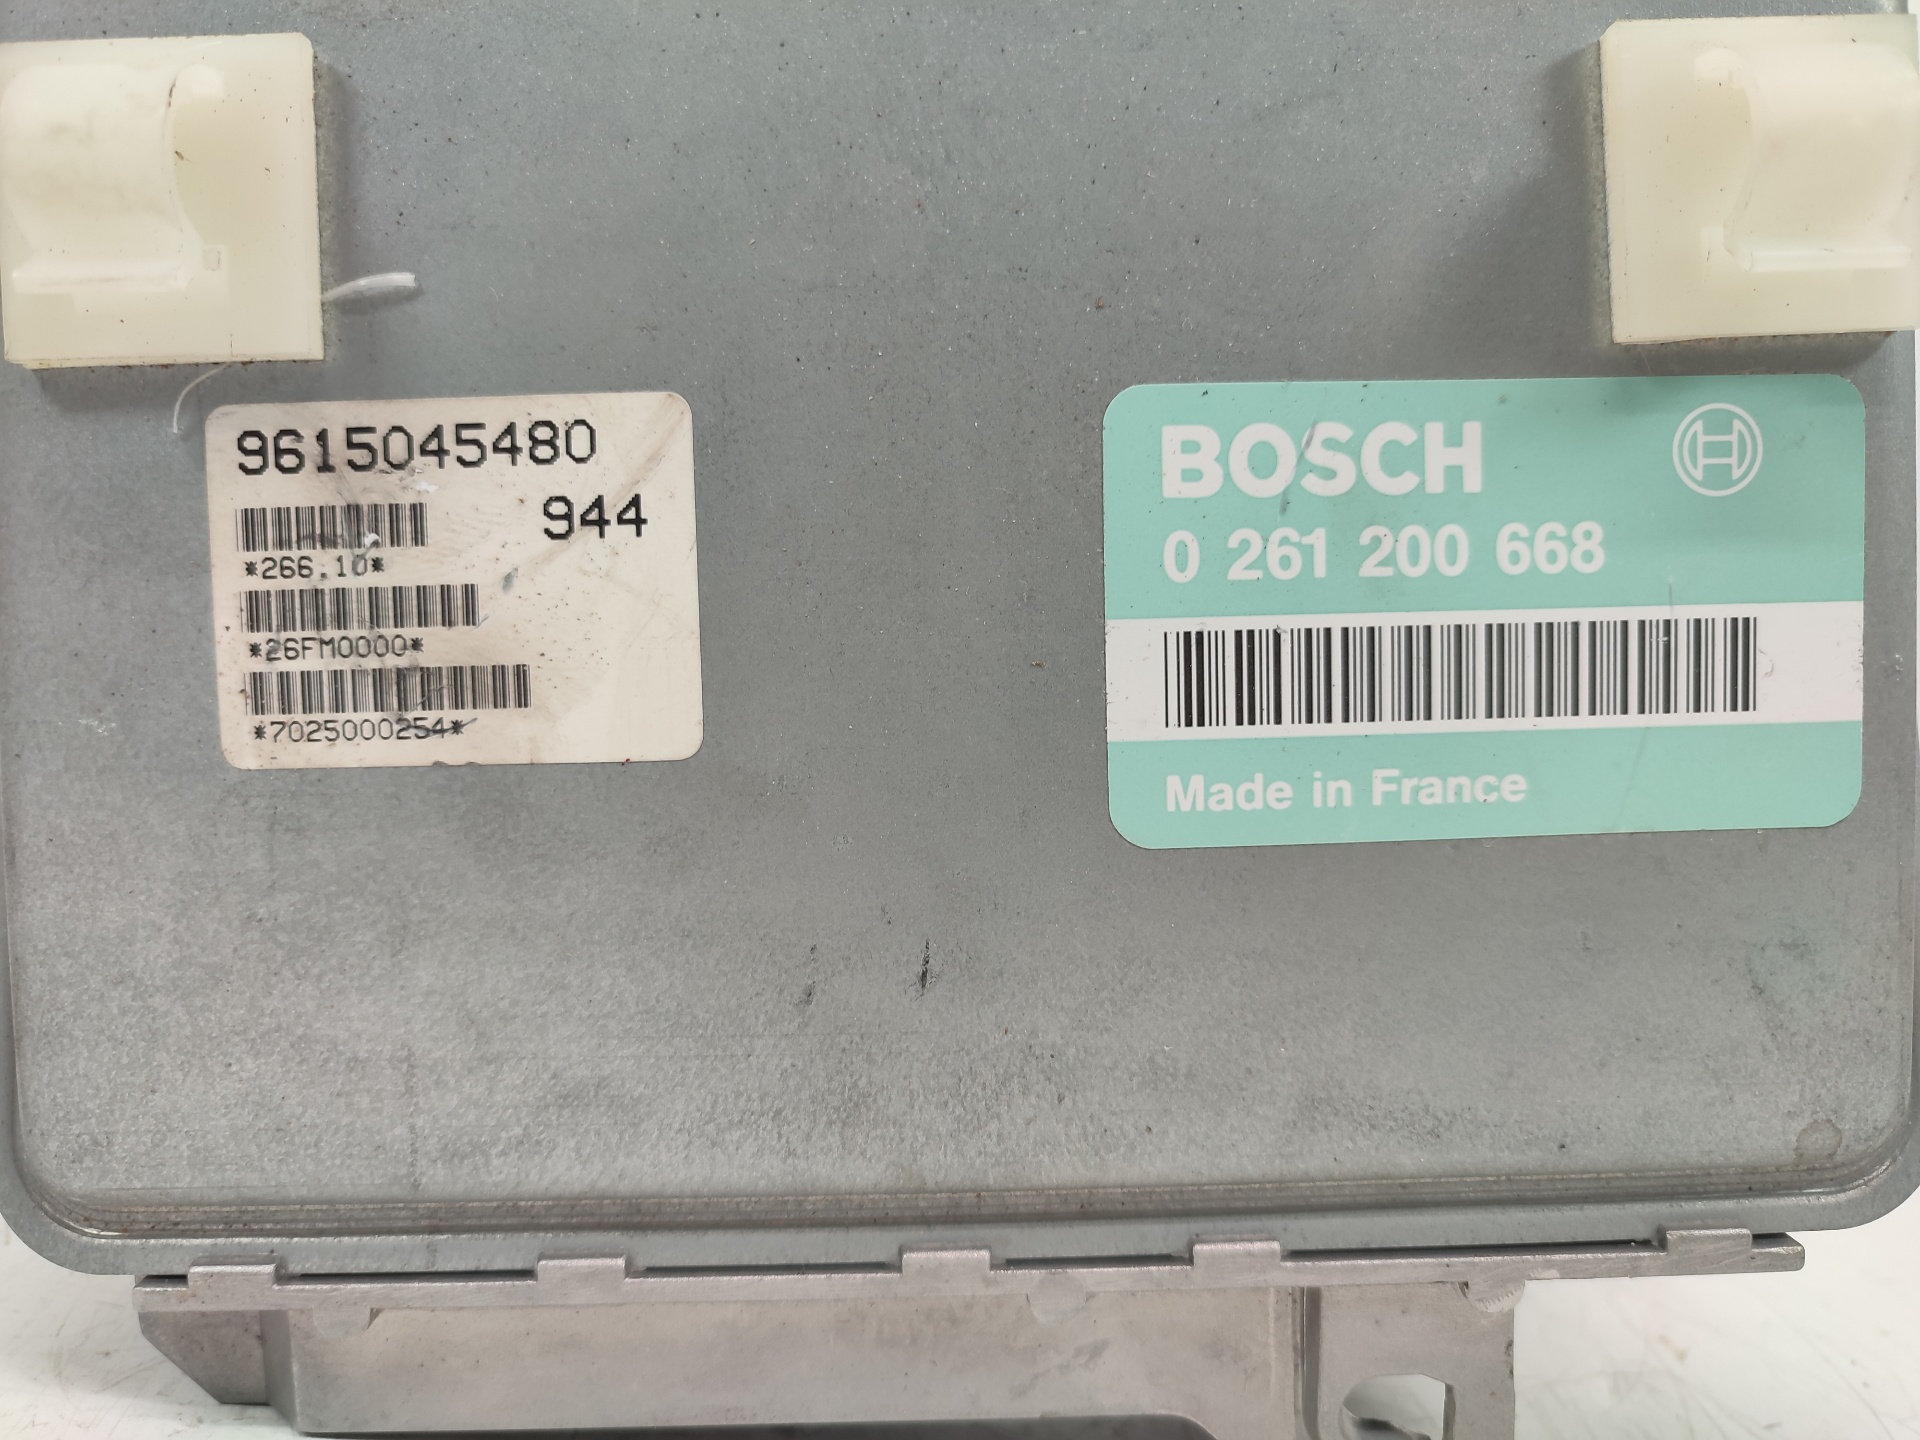 9615045480
944
*266.10*
*26FM0000*
*7025000254*
BOSCH
0 261 200 668
Made in France